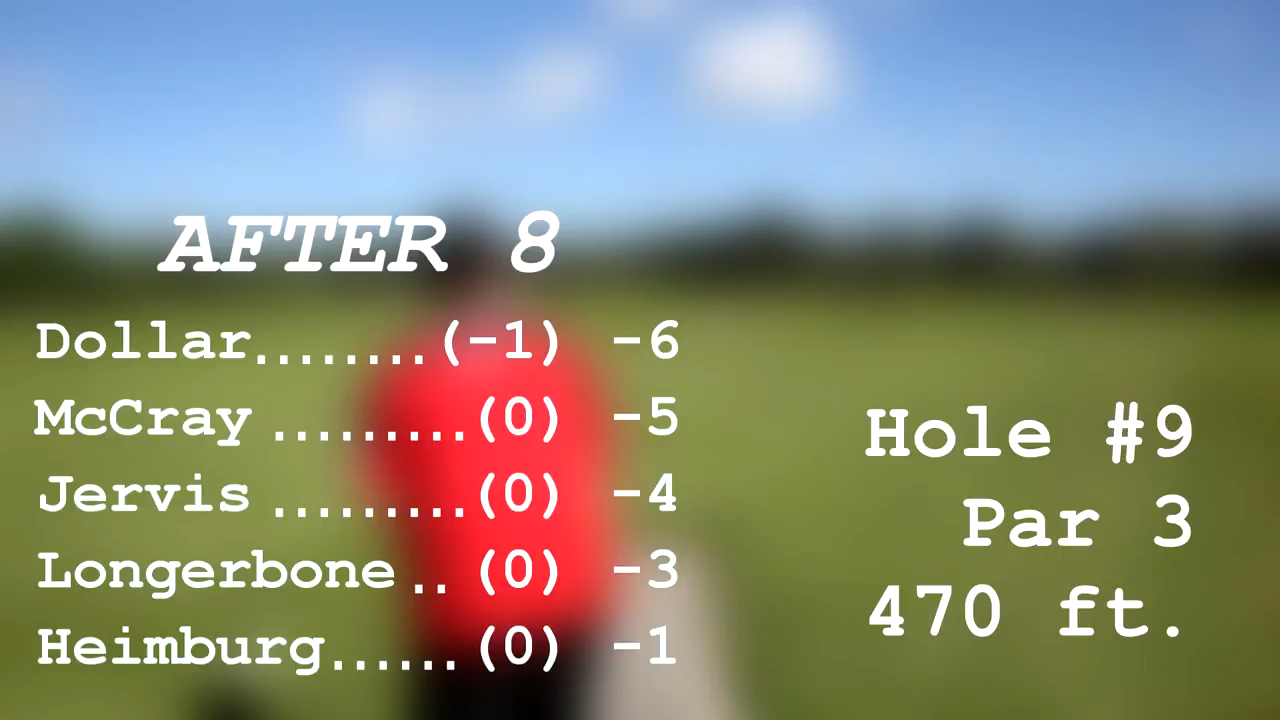 AFTER 8
Dollar........(-1) -6
McCray .........(0) -5
Jervis .........(0) -4
Longerbone .. (0) -3
Heimburg...... (0) -1
Hole #9
Par 3
470 ft.